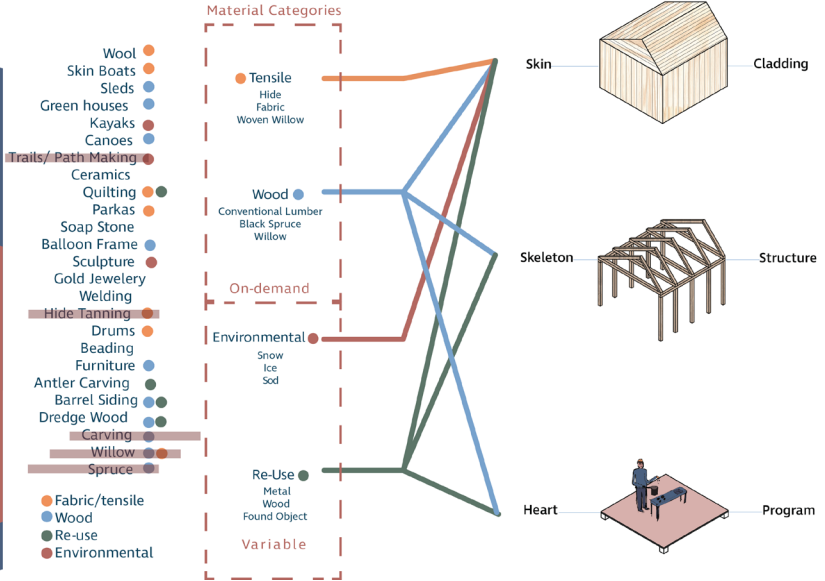 Material Categories
Wool
Skin Boats
Sleds
Green houses
Kayaks
Canoes
Trails/ Path Making
Ceramics
Quilting
Parkas
Soap Stone
Balloon Frame
Sculpture
Gold Jewelery
Welding
Hide Tanning
Drums
Beading
Furniture
Antler Carving
Barrel Siding
Dredge Wood
Carving
Willow
Spruce
Fabric/tensile
Wood
Re-use
Environmental
Tensile
Hide
Fabric
Woven Willow
Wood
Conventional Lumber
Black Spruce
Willow
On-demand
Environmental
Snow
Ice
Sod
Re-Use
Metal
Wood
Found Object
Variable
Skin
Cladding
Skeleton
Structure
Heart
Program